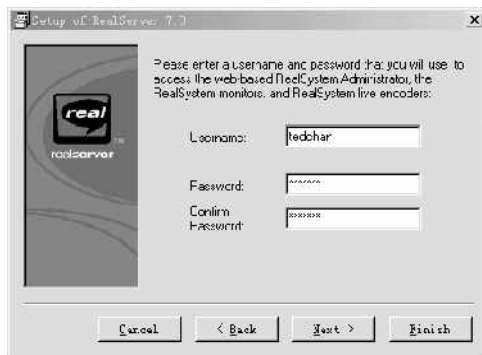 Setup of RealServer 7.0
Please enter a username and password that you will use to
access the web-based RealSystem Administrator, the
RealSystem monitors, and RealSystem live encoders:
real
realserver
Username:
tedchan
Password:
*******
Confirm
Password:
*******
Cancel
< Back
Next >
Finish